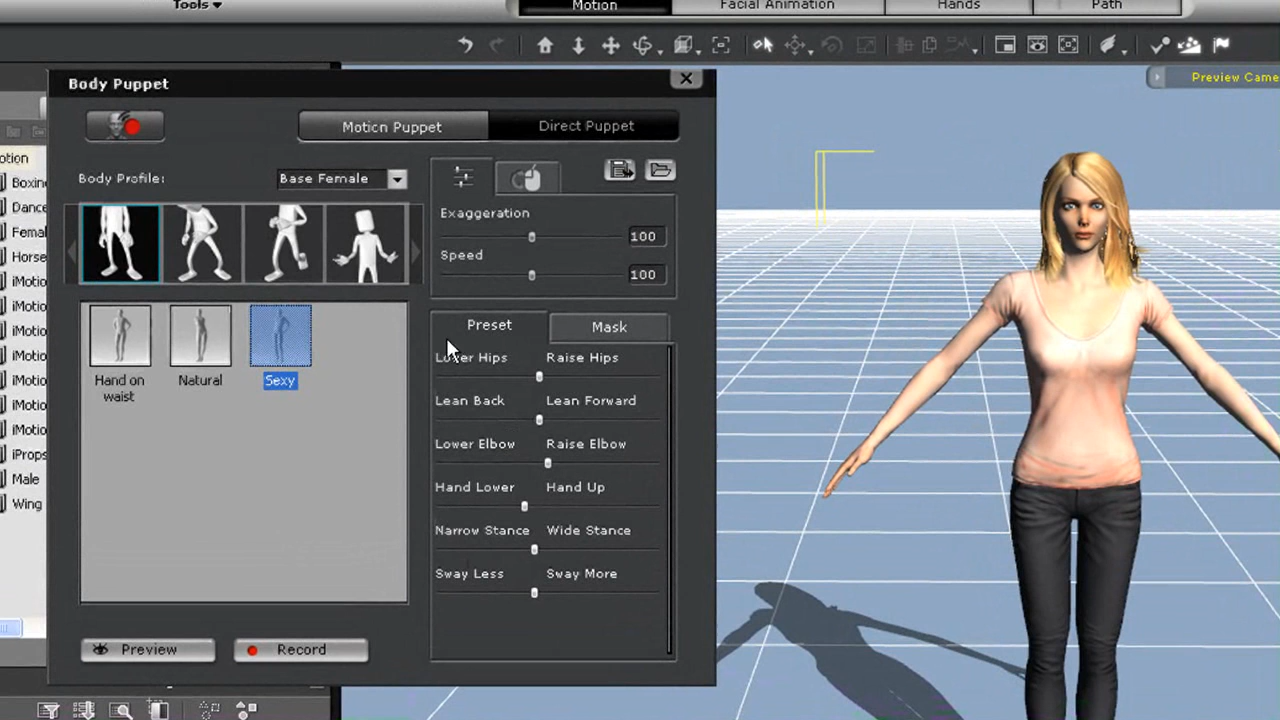 Tools
Motion
Facial Animation
Hands
Path
Body Puppet
Preview Came
Motion Puppet
Direct Puppet
Body Profile:
Base Female
Exaggeration
100
Speed
100
otion
Boxin
Dance
Fema
Horse
iMotio
iMotio
iMotio
iMotio
iMotio
iMotio
iMotio
iProps
Male
Wing
Hand on
waist
Natural
Sexy
Preset
Mask
Lower Hips Raise Hips
Lean Back Lean Forward
Lower Elbow Raise Elbow
Hand Lower Hand Up
Narrow Stance Wide Stance
Sway Less Sway More
Preview
Record